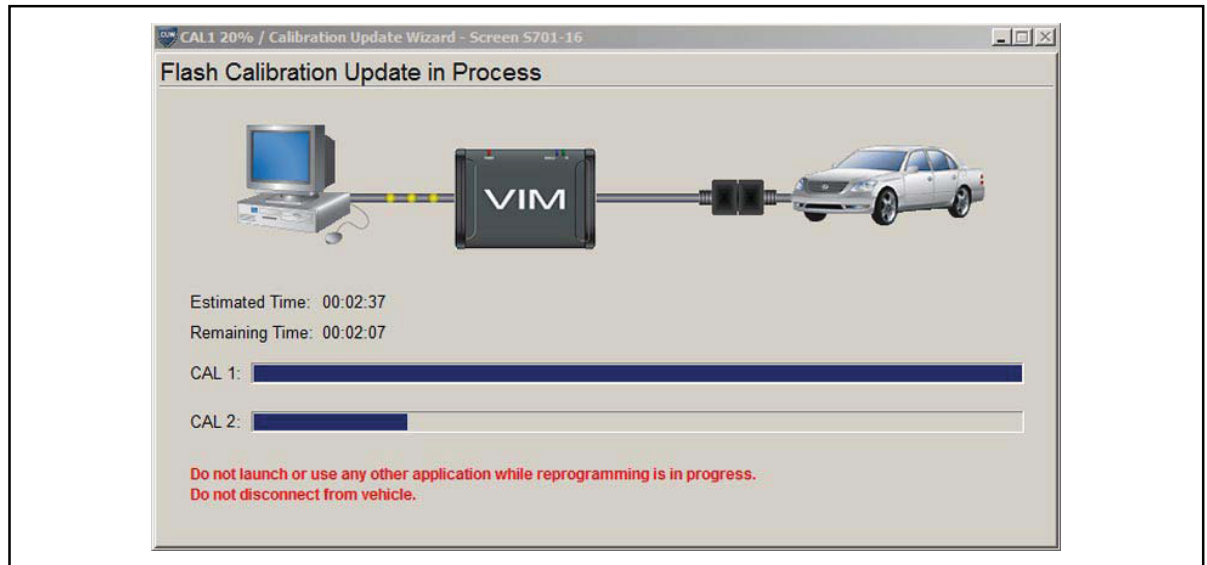 CUW CAL1 20% / Calibration Update Wizard - Screen S701-16
Flash Calibration Update in Process
VIM
Estimated Time: 00:02:37
Remaining Time: 00:02:07
CAL 1:
CAL 2:
Do not launch or use any other application while reprogramming is in progress.
Do not disconnect from vehicle.